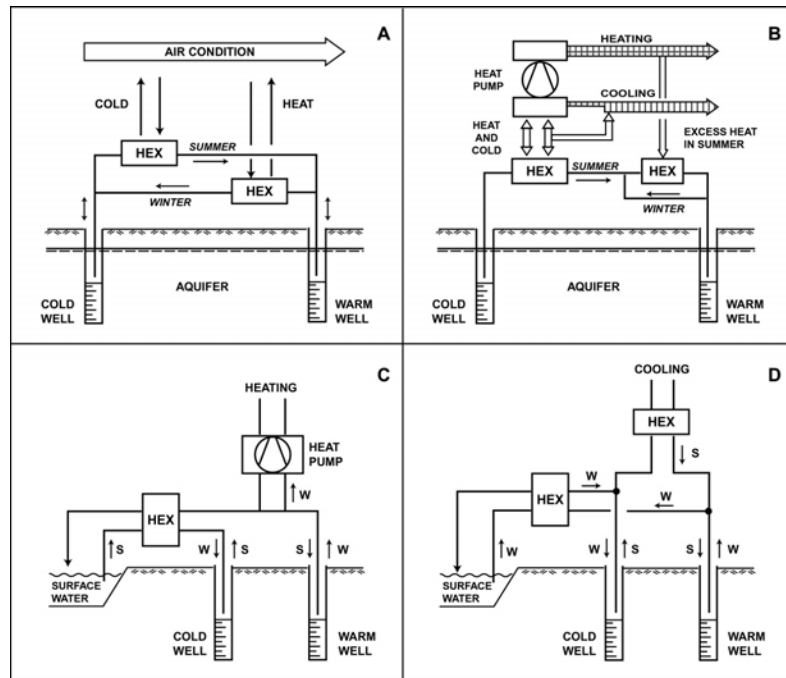 A
AIR CONDITION
COLD
HEAT
HEX
SUMMER
HEX
WINTER
AQUIFER
COLD
WELL
WARM
WELL
B
HEATING
HEAT
PUMP
COOLING
HEAT
AND
COLD
EXCESS HEAT
IN SUMMER
HEX
SUMMER
HEX
WINTER
AQUIFER
COLD
WELL
WARM
WELL
C
HEATING
HEAT
PUMP
W
HEX
S
W
S
S
W
SURFACE
WATER
COLD
WELL
WARM
WELL
D
COOLING
HEX
S
W
HEX
W
W
W
S
S
W
SURFACE
WATER
COLD
WELL
WARM
WELL